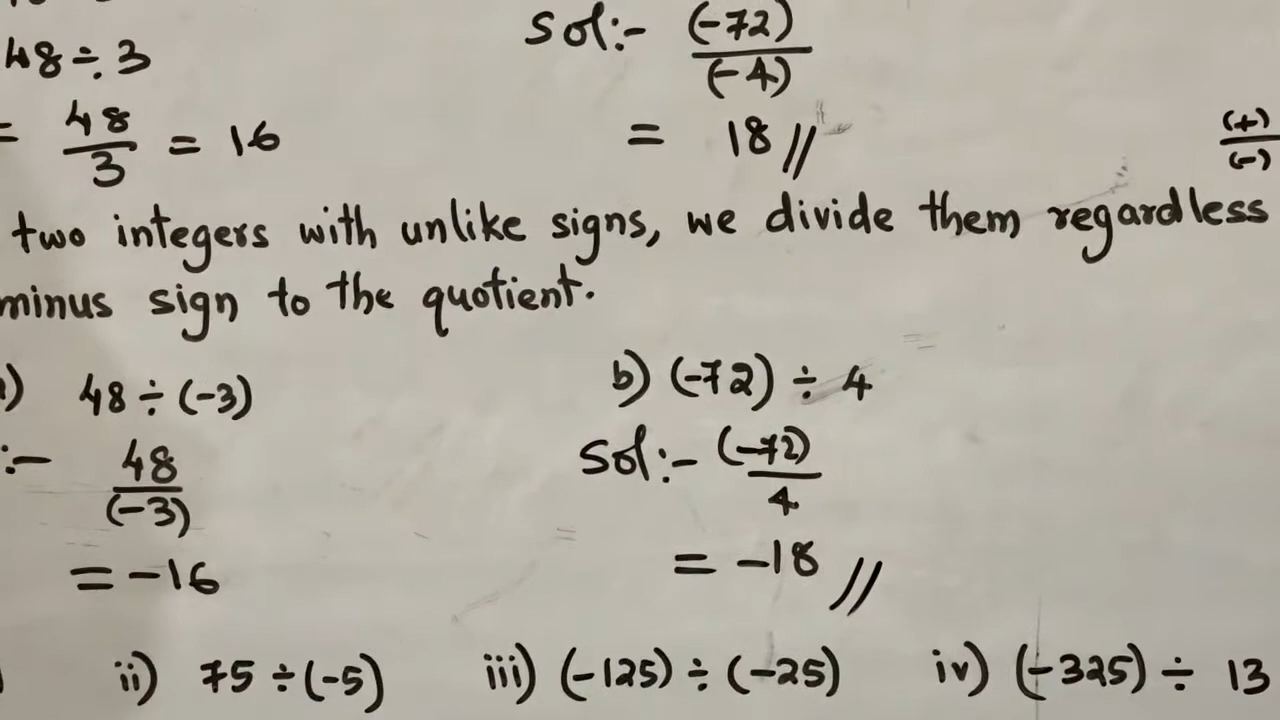 48 ÷ 3
Sol:- (-72)/(-4)
= 48/3 = 16
= 18 //
(+)/(-)
two integers with unlike signs, we divide them regardless
minus sign to the quotient.
) 48 ÷ (-3)
b) (-72) ÷ 4
:- 48/(-3)
Sol:- (-72)/4
= -16
= -18 //
ii) 75 ÷ (-5) iii) (-125) ÷ (-25) iv) (-325) ÷ 13